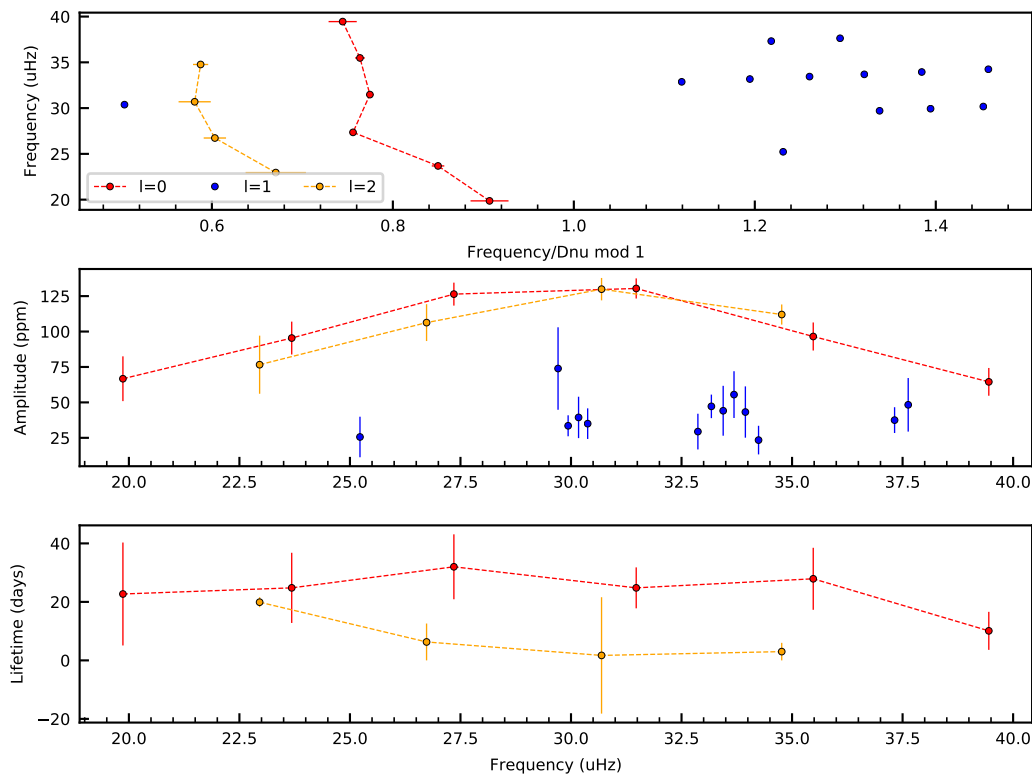 40
35
30
25
20
Frequency (uHz)
l=0 l=1 l=2
0.6 0.8 1.0 1.2 1.4
Frequency/Dnu mod 1
125
100
75
50
25
Amplitude (ppm)
20.0 22.5 25.0 27.5 30.0 32.5 35.0 37.5 40.0
40
20
0
−20
Lifetime (days)
20.0 22.5 25.0 27.5 30.0 32.5 35.0 37.5 40.0
Frequency (uHz)